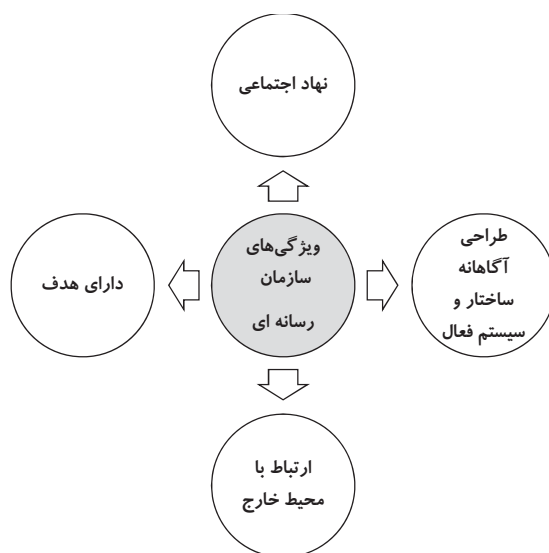 نهاد اجتماعی
ویژگی‌های
سازمان
رسانه ای
طراحی
آگاهانه
ساختار و
سیستم فعال
دارای هدف
ارتباط با
محیط خارج